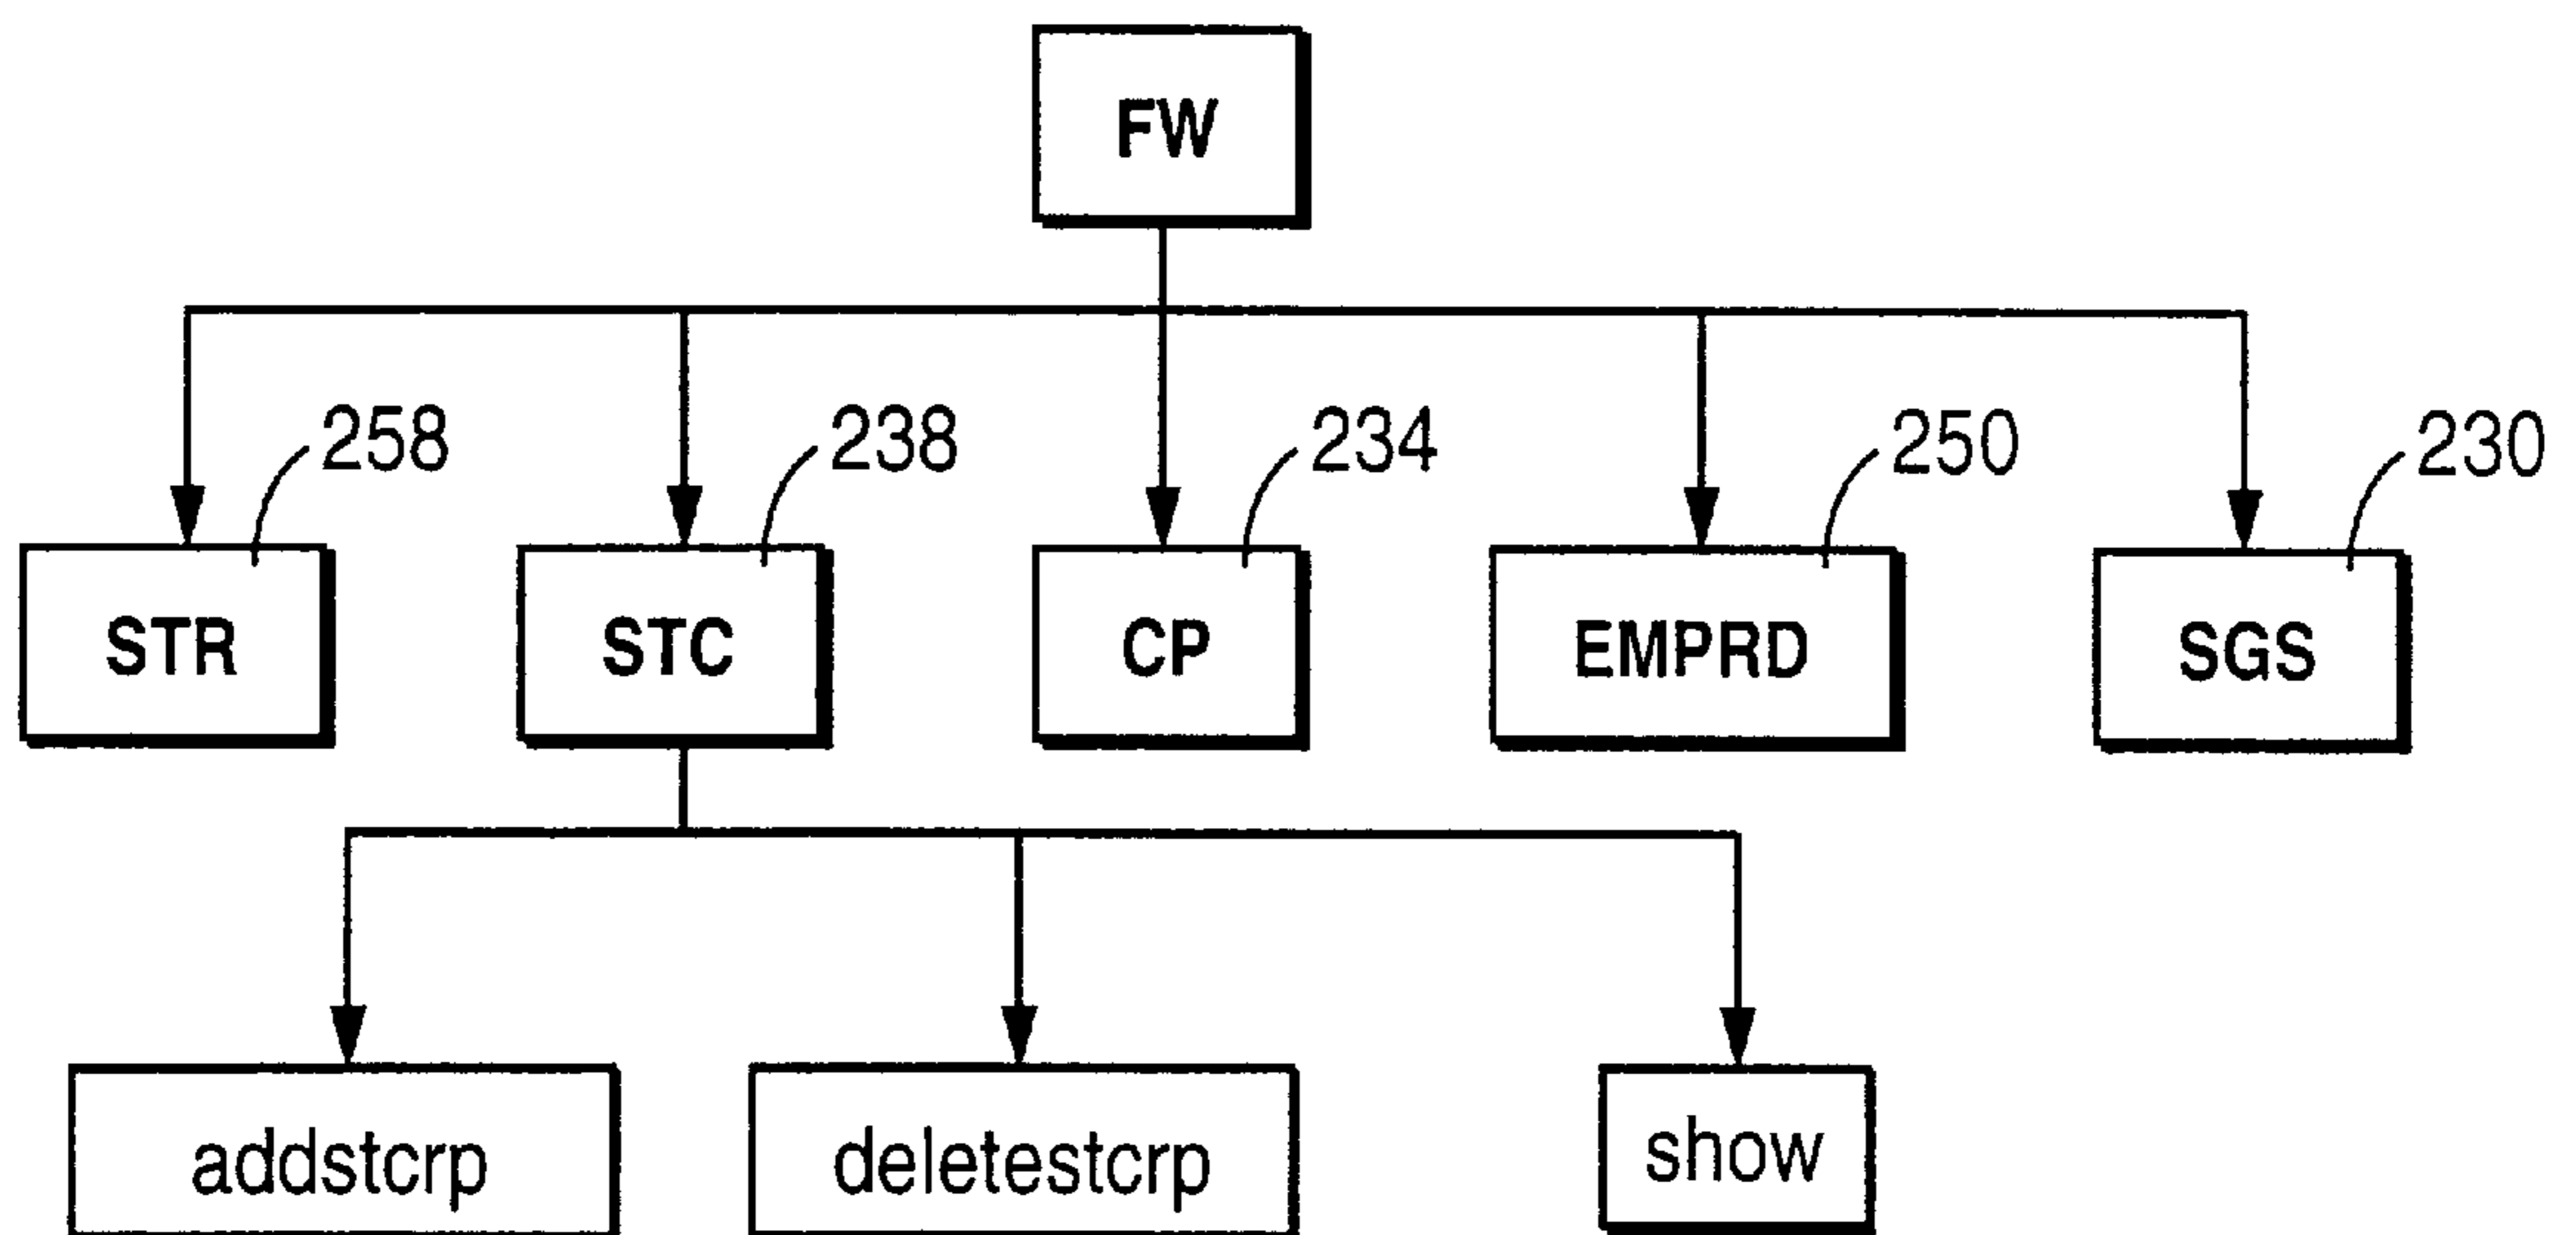 FW
258
238
234
250
230
STR
STC
CP
EMPRD
SGS
addstcrp
deletestcrp
show